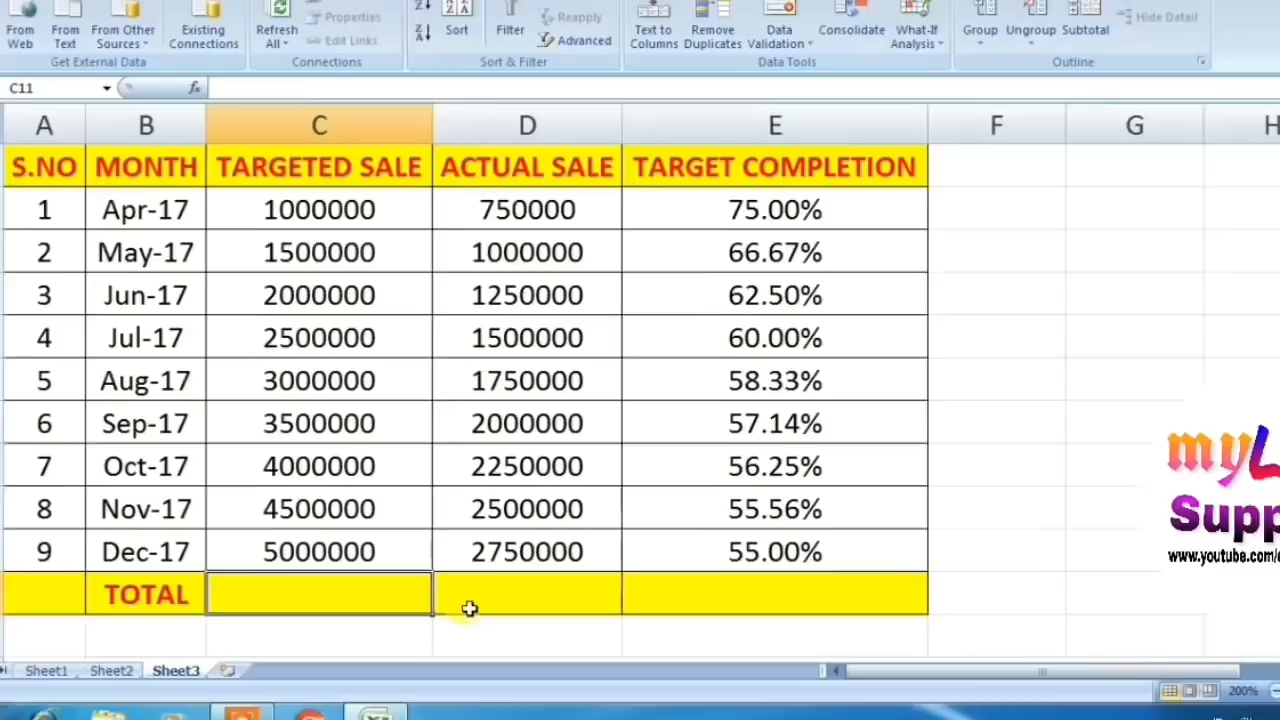 From Web
From Text
From Other Sources
Existing Connections
Get External Data
Refresh All
Properties
Edit Links
Connections
Sort
Filter
Reapply
Advanced
Sort & Filter
Text to Columns
Remove Duplicates
Data Validation
Consolidate
What-If Analysis
Data Tools
Group
Ungroup
Subtotal
Hide Detail
Outline
C11
fx
A B C D E F G H
S.NO MONTH TARGETED SALE ACTUAL SALE TARGET COMPLETION
1 Apr-17 1000000 750000 75.00%
2 May-17 1500000 1000000 66.67%
3 Jun-17 2000000 1250000 62.50%
4 Jul-17 2500000 1500000 60.00%
5 Aug-17 3000000 1750000 58.33%
6 Sep-17 3500000 2000000 57.14%
7 Oct-17 4000000 2250000 56.25%
8 Nov-17 4500000 2500000 55.56%
9 Dec-17 5000000 2750000 55.00%
TOTAL
myL
Supp
www.youtube.com/
Sheet1 Sheet2 Sheet3
200%